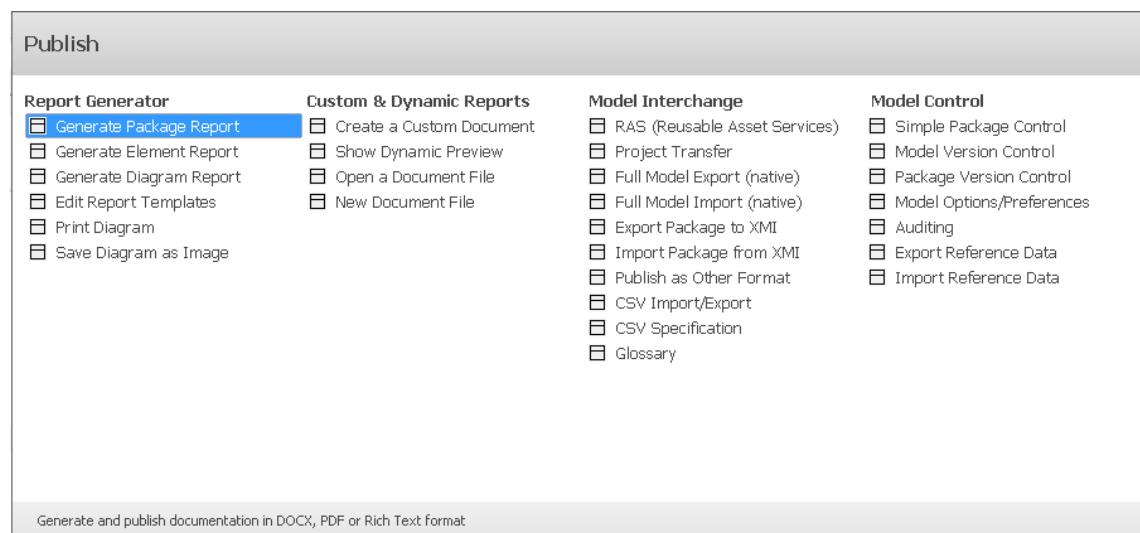 Publish
Report Generator
Generate Package Report
Generate Element Report
Generate Diagram Report
Edit Report Templates
Print Diagram
Save Diagram as Image
Custom & Dynamic Reports
Create a Custom Document
Show Dynamic Preview
Open a Document File
New Document File
Model Interchange
RAS (Reusable Asset Services)
Project Transfer
Full Model Export (native)
Full Model Import (native)
Export Package to XMI
Import Package from XMI
Publish as Other Format
CSV Import/Export
CSV Specification
Glossary
Model Control
Simple Package Control
Model Version Control
Package Version Control
Model Options/Preferences
Auditing
Export Reference Data
Import Reference Data
Generate and publish documentation in DOCX, PDF or Rich Text format